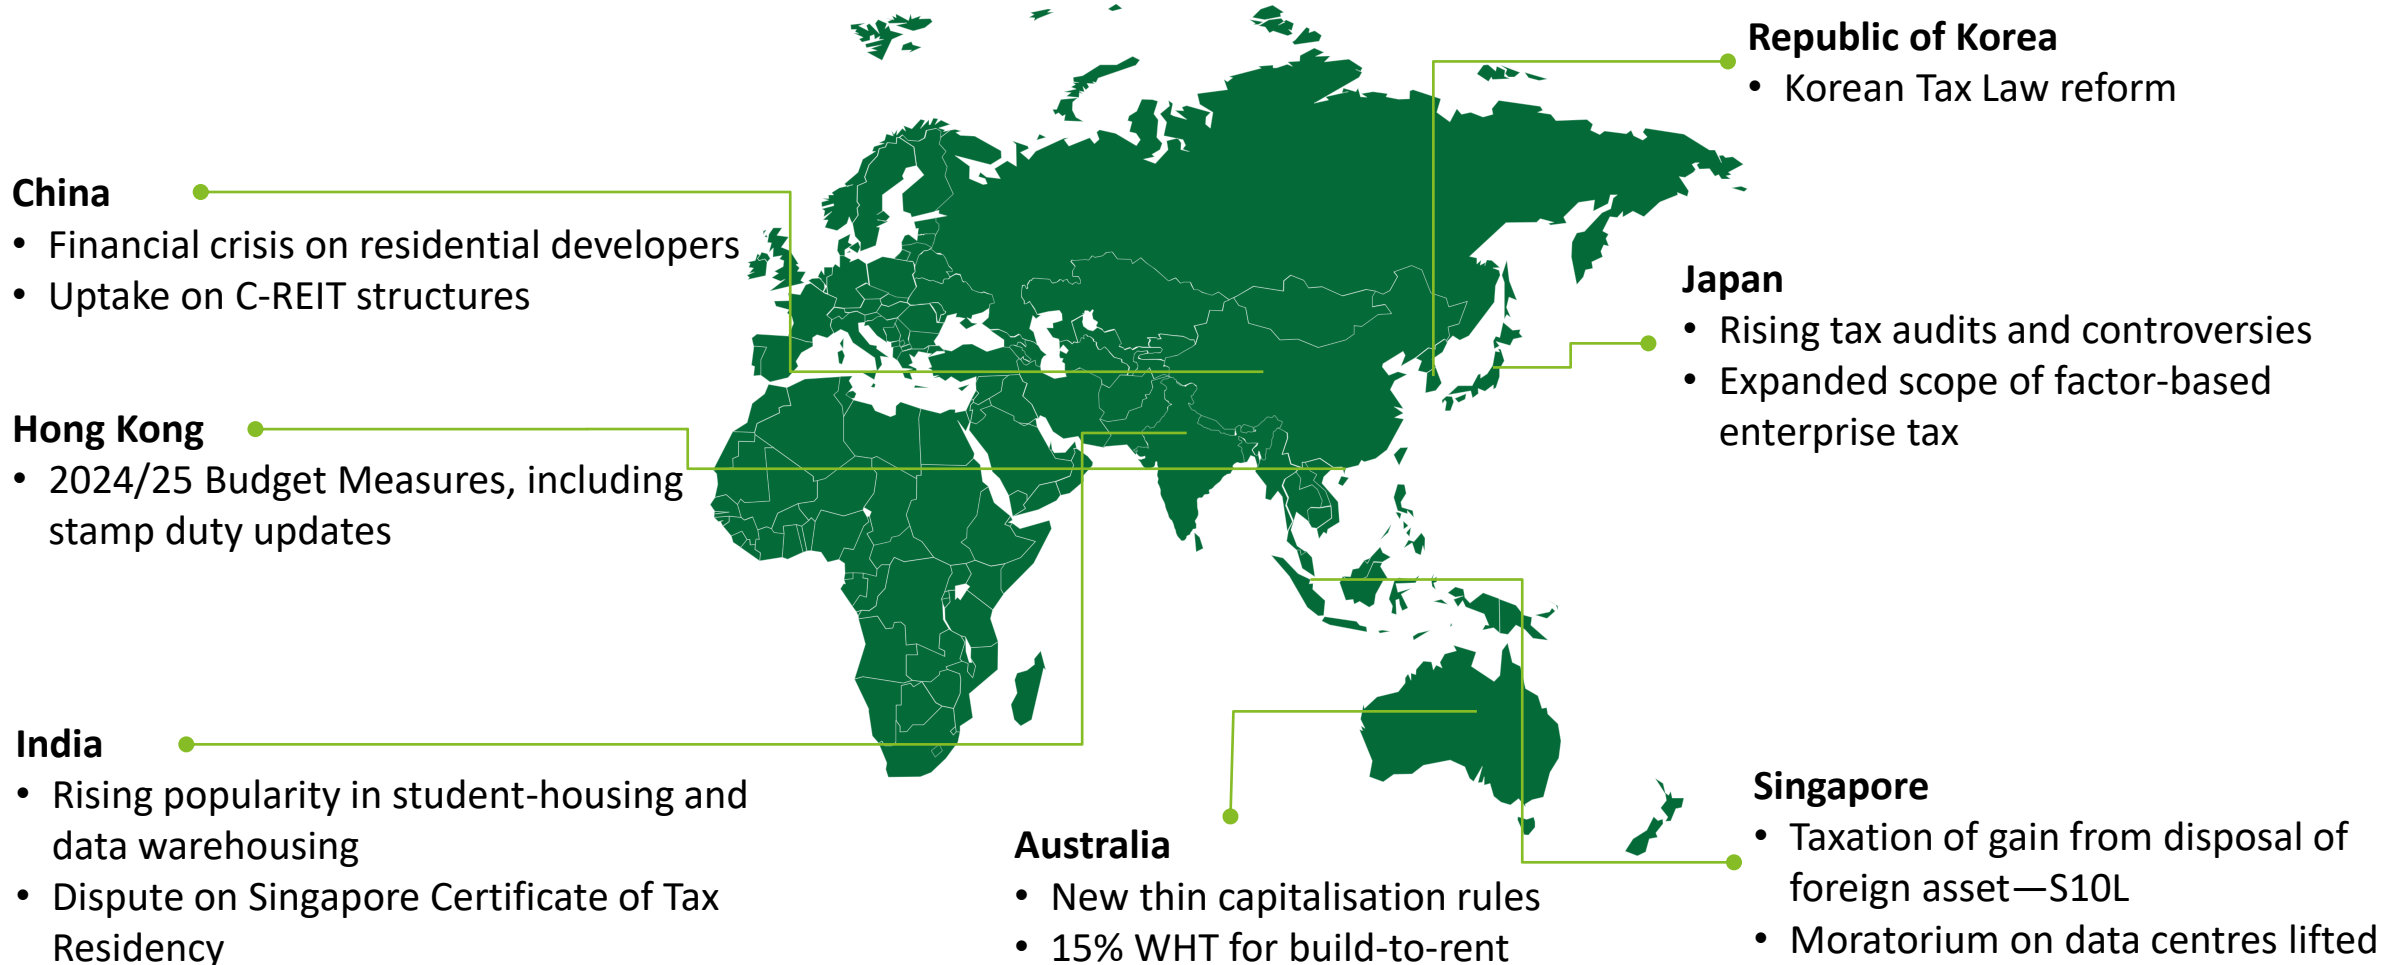 Republic of Korea
• Korean Tax Law reform
China
• Financial crisis on residential developers
• Uptake on C-REIT structures
Japan
• Rising tax audits and controversies
• Expanded scope of factor-based
enterprise tax
Hong Kong
• 2024/25 Budget Measures, including
stamp duty updates
India
• Rising popularity in student-housing and
data warehousing
• Dispute on Singapore Certificate of Tax
Residency
Australia
• New thin capitalisation rules
• 15% WHT for build-to-rent
Singapore
• Taxation of gain from disposal of
foreign asset—S10L
• Moratorium on data centres lifted